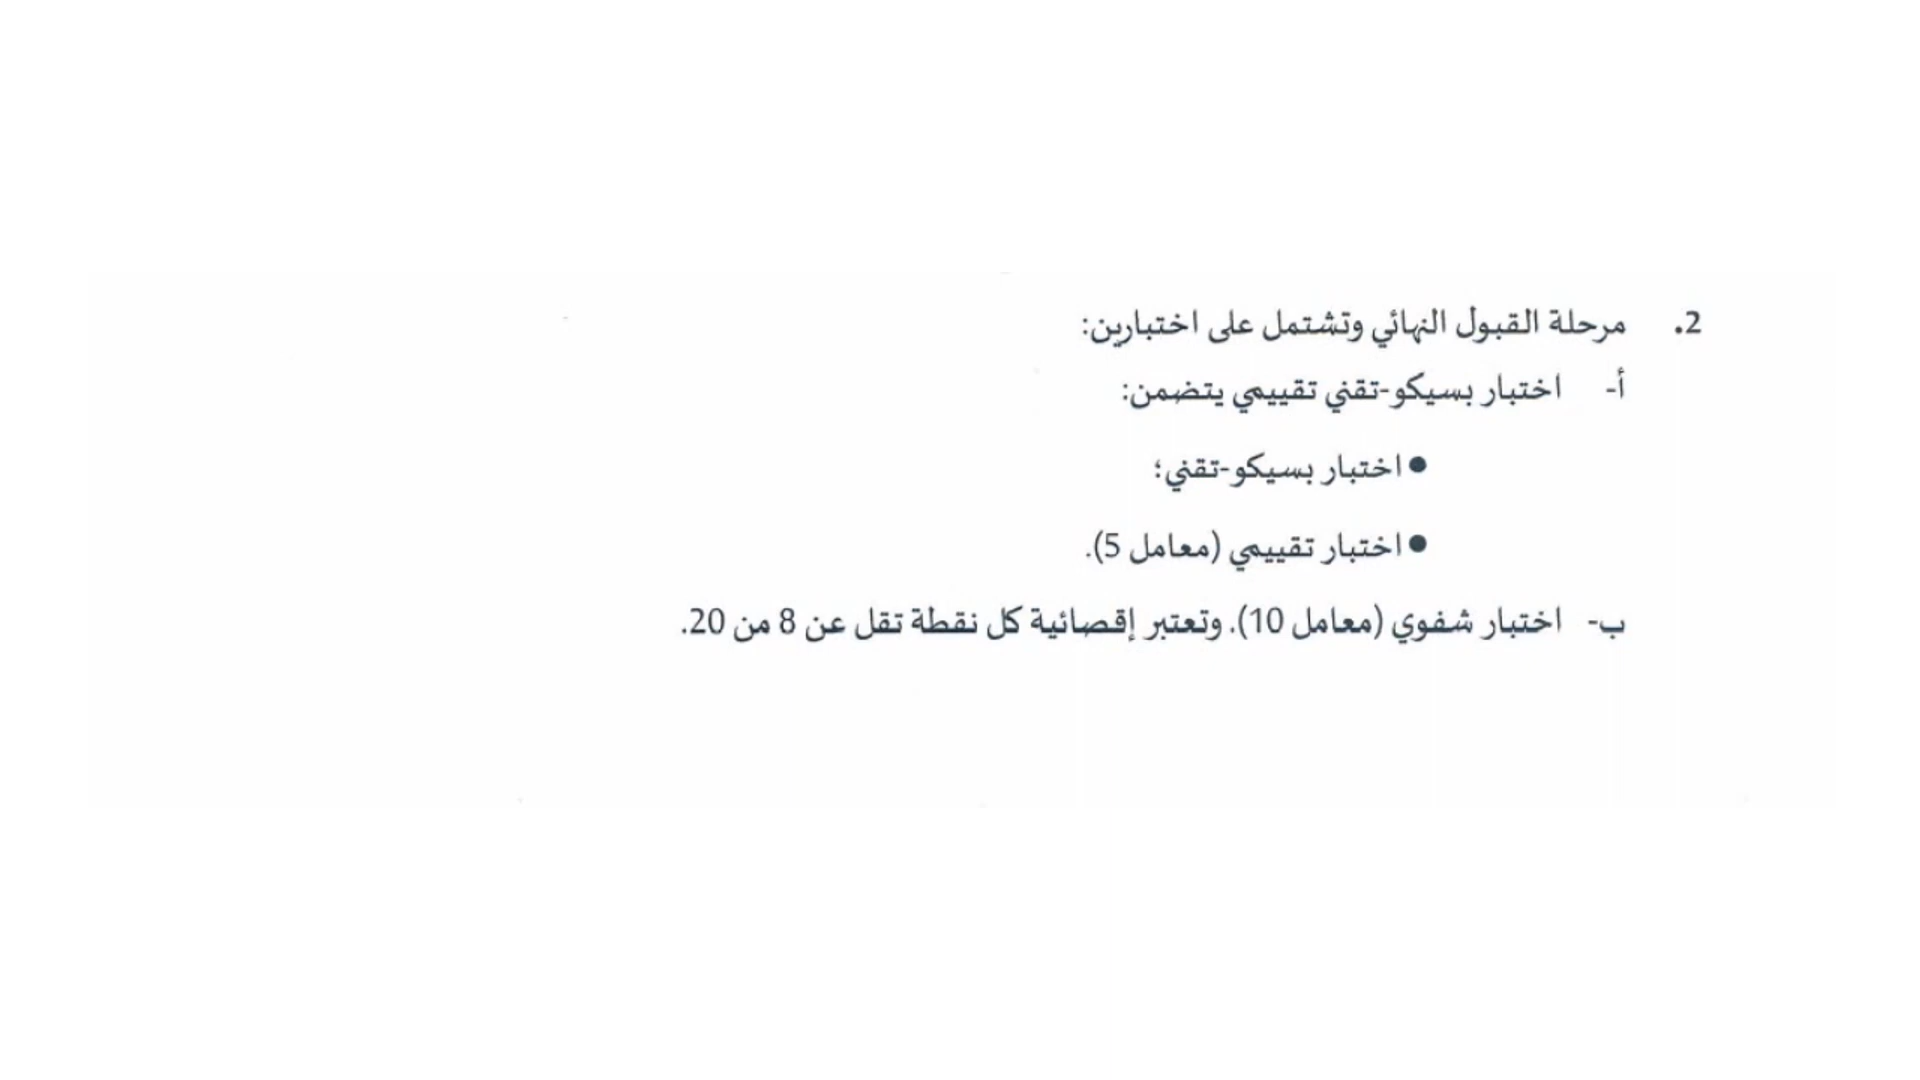 2. مرحلة القبول النهائي وتشتمل على اختبارين:
أ- اختبار بسيكو-تقني تقييمي يتضمن:
● اختبار بسيكو-تقني؛
● اختبار تقييمي (معامل 5).
ب- اختبار شفوي (معامل 10). وتعتبر إقصائية كل نقطة تقل عن 8 من 20.